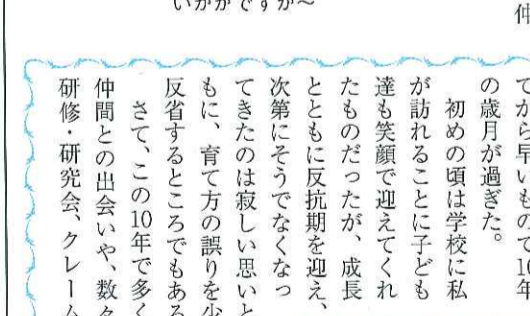 いかがですか〜
仲
てから早いもので10年
の歳月が過ぎた。
初めの頃は学校に私
が訪れることに子ども
達も笑顔で迎えてくれ
たものだったが、成長
とともに反抗期を迎え、
次第にそうでなくなっ
てきたのは寂しい思いと
もに、育て方の誤りを少
反省するところでもある
さて、この10年で多く
仲間との出会いや、数々
研修・研究会、クレーム